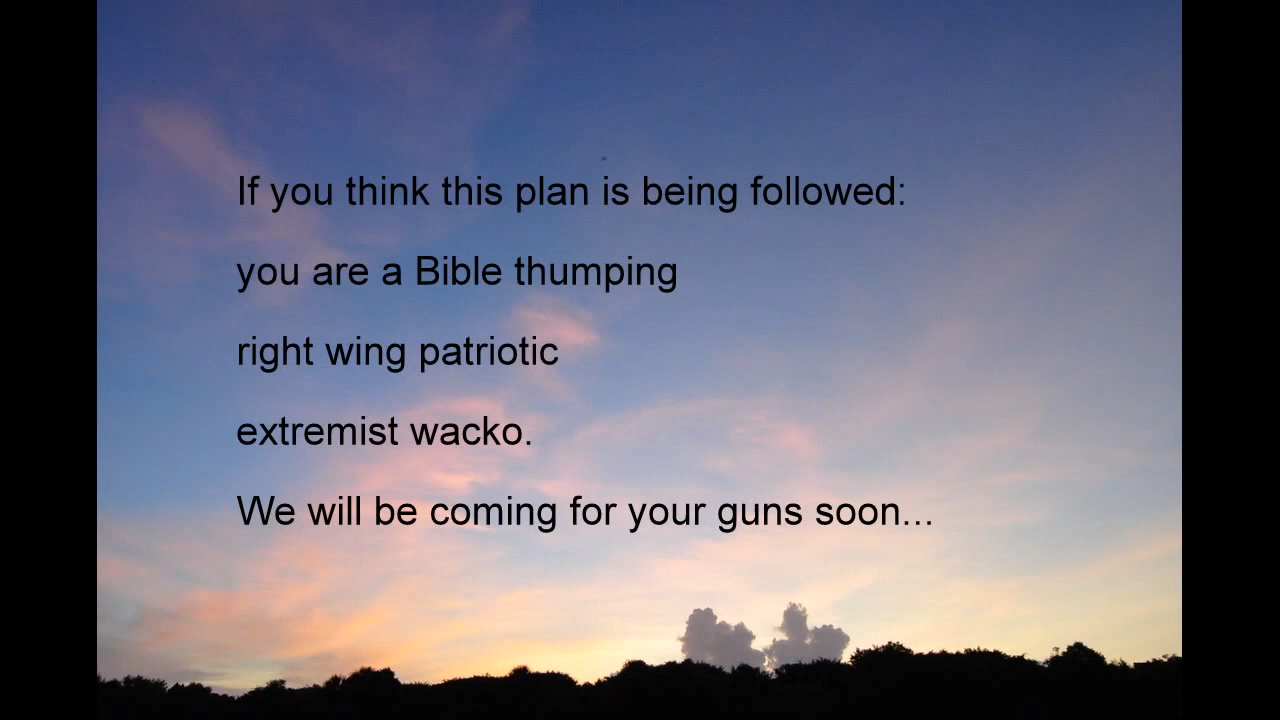 If you think this plan is being followed:
you are a Bible thumping
right wing patriotic
extremist wacko.
We will be coming for your guns soon...